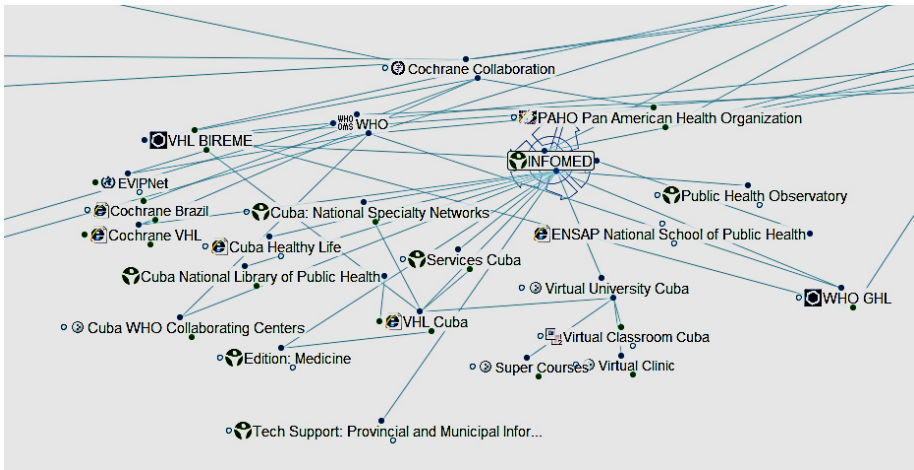 Cochrane Collaboration
WHO OMS WHO
PAHO Pan American Health Organization
VHL BIREME
INFOMED
EVIPNet
Public Health Observatory
Cochrane Brazil
Cuba: National Specialty Networks
Cochrane VHL
ENSAP National School of Public Health
Cuba Healthy Life
Services Cuba
Cuba National Library of Public Health
Virtual University Cuba
WHO GHL
Cuba WHO Collaborating Centers
VHL Cuba
Virtual Classroom Cuba
Edition: Medicine
Super Courses
Virtual Clinic
Tech Support: Provincial and Municipal Infor...